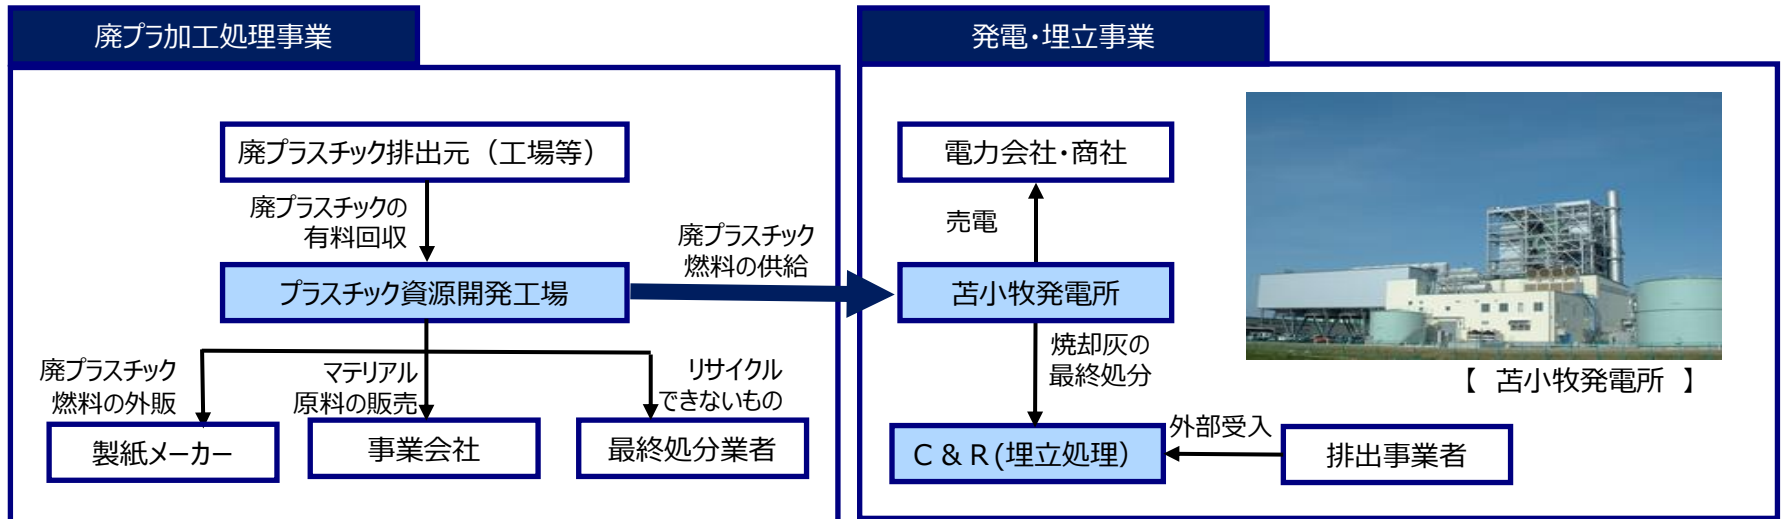 廃プラ加工処理事業
廃プラスチック排出元（工場等）
廃プラスチックの
有料回収
プラスチック資源開発工場
廃プラスチック
燃料の供給
廃プラスチック
燃料の外販
マテリアル
原料の販売
リサイクル
できないもの
製紙メーカー
事業会社
最終処分業者
発電・埋立事業
電力会社・商社
売電
苫小牧発電所
焼却灰の
最終処分
C＆R(埋立処理）
外部受入
排出事業者
【 苫小牧発電所 】